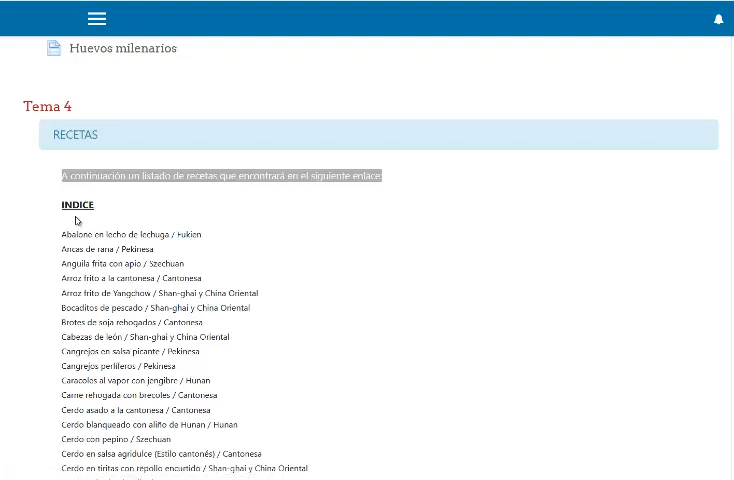 Huevos milenarios
Tema 4
RECETAS
A continuación un listado de recetas que encontrará en el siguiente enlace:
INDICE
Abalone en lecho de lechuga / Fukien
Ancas de rana / Pekinesa
Anguila frita con apio / Szechuan
Arroz frito a la cantonesa / Cantonesa
Arroz frito de Yangchow / Shan-ghai y China Oriental
Bocaditos de pescado / Shan-ghai y China Oriental
Brotes de soja rehogados / Cantonesa
Cabezas de león / Shan-ghai y China Oriental
Cangrejos en salsa picante / Pekinesa
Cangrejos perlíferos / Pekinesa
Caracoles al vapor con jengibre / Hunan
Carne rehogada con brecoles / Cantonesa
Cerdo asado a la cantonesa / Cantonesa
Cerdo blanqueado con aliño de Hunan / Hunan
Cerdo con pepino / Szechuan
Cerdo en salsa agridulce (Estilo cantonés) / Cantonesa
Cerdo en tiritas con repollo encurtido / Shan-ghai y China Oriental